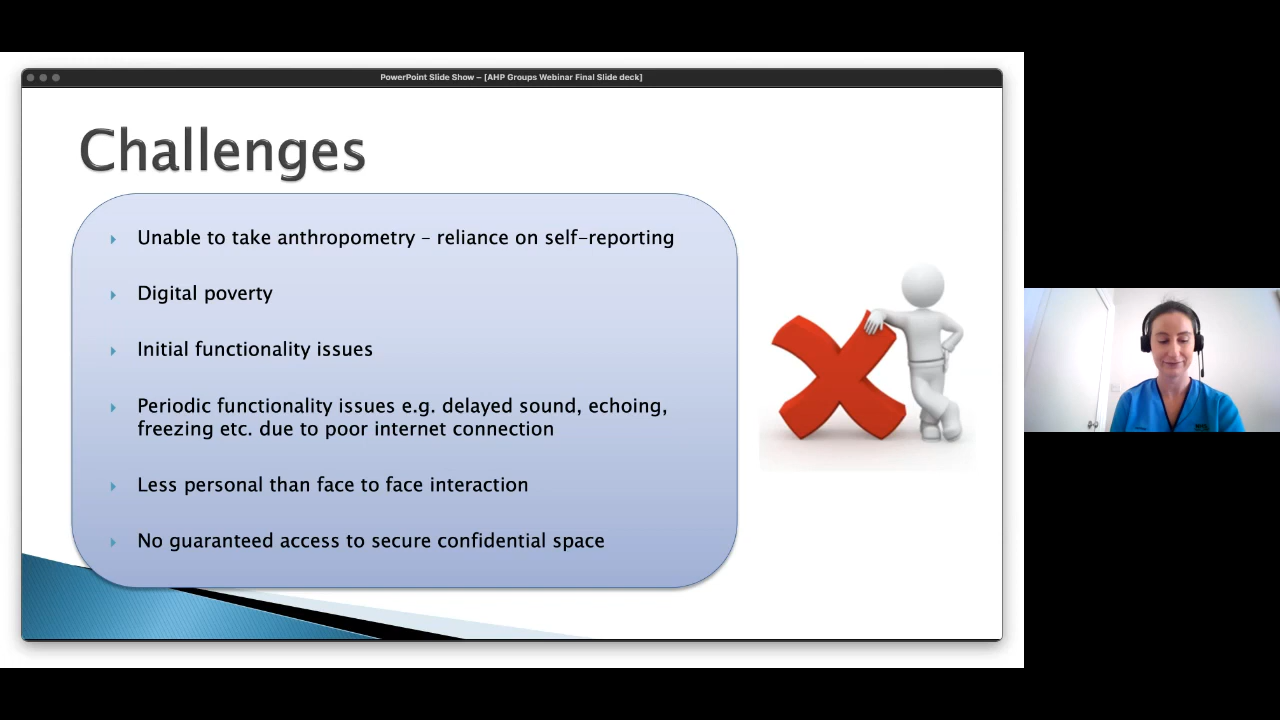 PowerPoint Slide Show – [AHP Groups Webinar Final Slide deck]
Challenges
Unable to take anthropometry – reliance on self-reporting
Digital poverty
Initial functionality issues
Periodic functionality issues e.g. delayed sound, echoing,
freezing etc. due to poor internet connection
Less personal than face to face interaction
No guaranteed access to secure confidential space